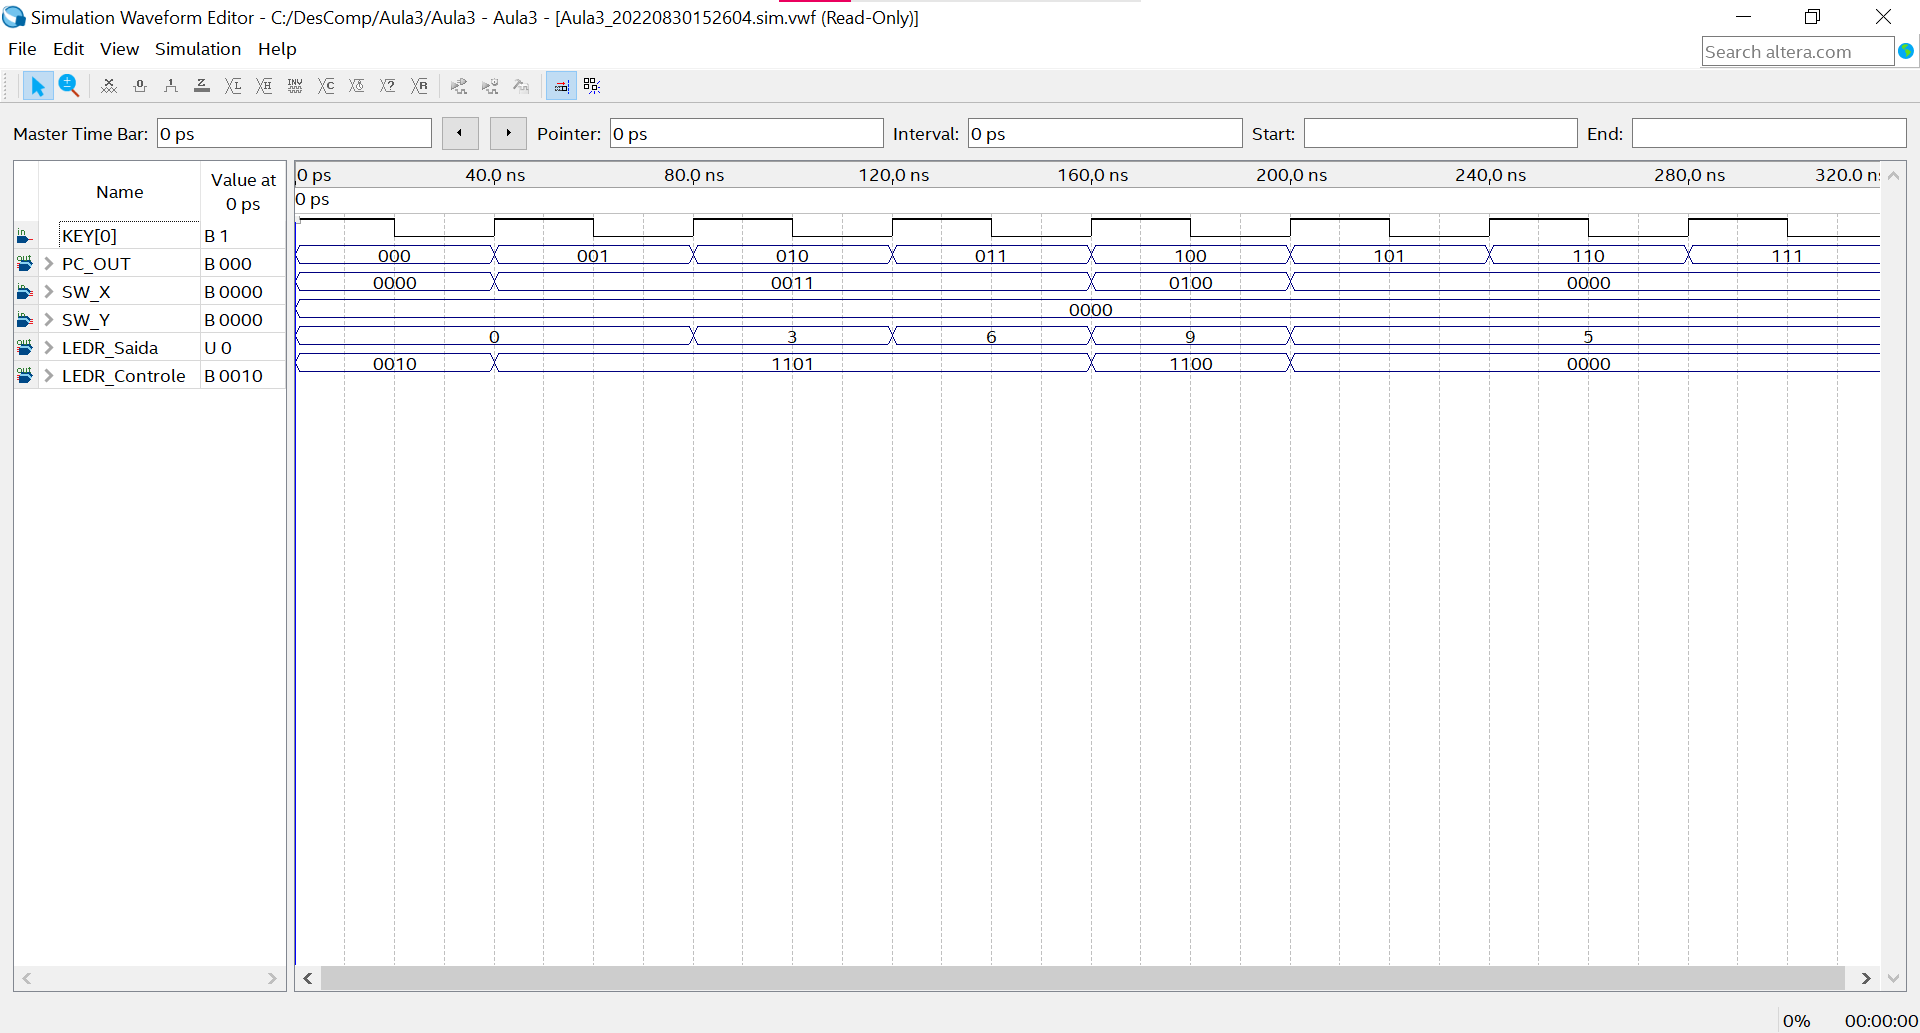 Simulation Waveform Editor - C:/DesComp/Aula3/Aula3 - Aula3 - [Aula3_20220830152604.sim.vwf (Read-Only)]
File Edit View Simulation Help
Search altera.com
Master Time Bar: 0 ps Pointer: 0 ps Interval: 0 ps Start: End:
Name
Value at
0 ps
0 ps 40.0 ns 80.0 ns 120,0 ns 160,0 ns 200,0 ns 240,0 ns 280,0 ns 320.0 ns
0 ps
KEY[0] B 1
PC_OUT B 000 000 001 010 011 100 101 110 111
SW_X B 0000 0000 0011 0100 0000
SW_Y B 0000 0000
LEDR_Saida U 0 0 3 6 9 5
LEDR_Controle B 0010 0010 1101 1100 0000
0% 00:00:00